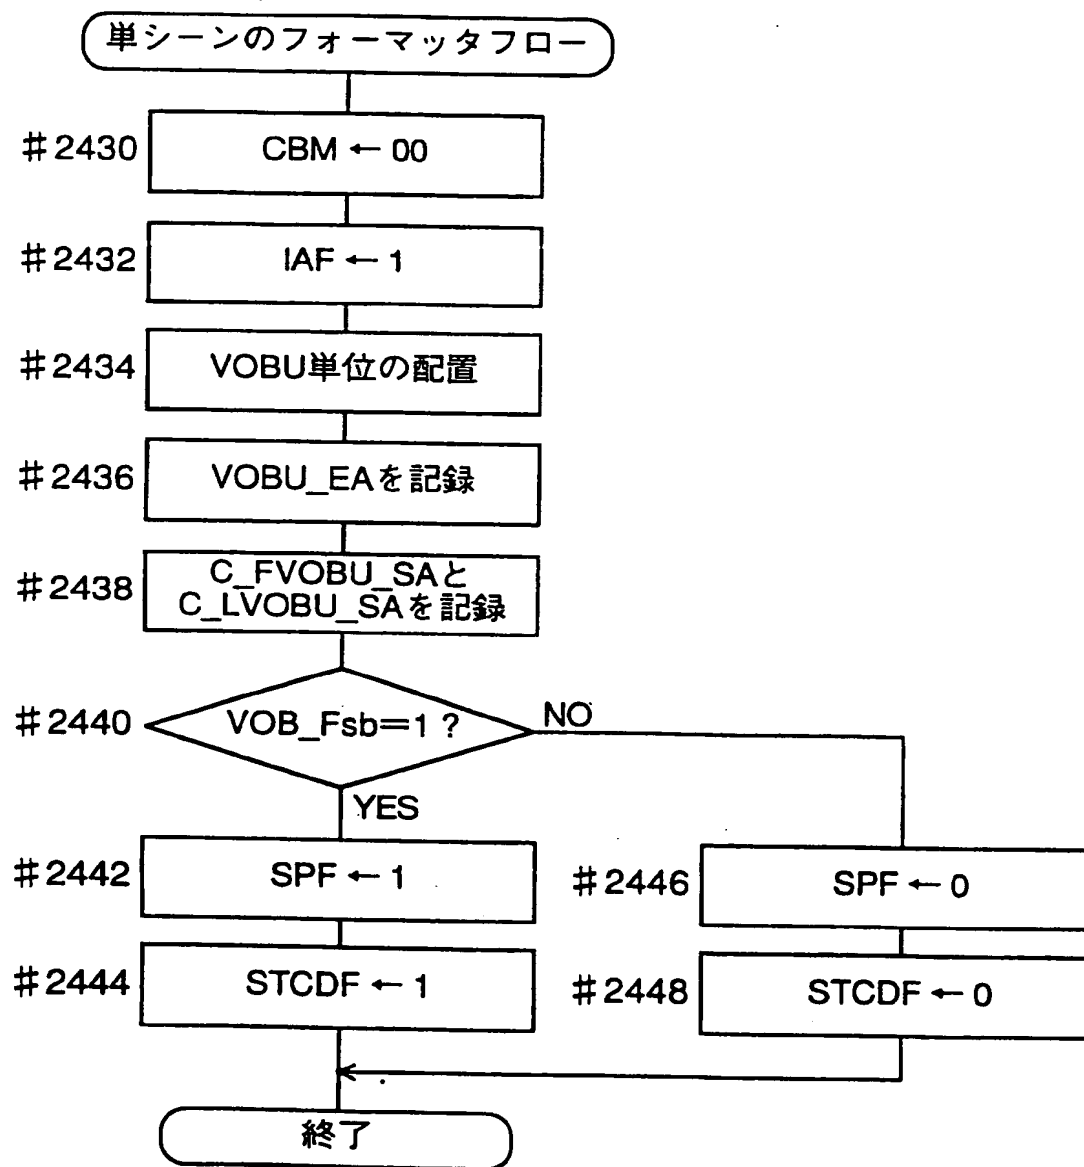 単シーンのフォーマッタフロー
#2430
CBM ← 00
#2432
IAF ← 1
#2434
VOBU単位の配置
#2436
VOBU_EAを記録
#2438
C_FVOBU_SAと
C_LVOBU_SAを記録
#2440
VOB_Fsb=1 ?
NO
YES
#2442
SPF ← 1
#2446
SPF ← 0
#2444
STCDF ← 1
#2448
STCDF ← 0
終了